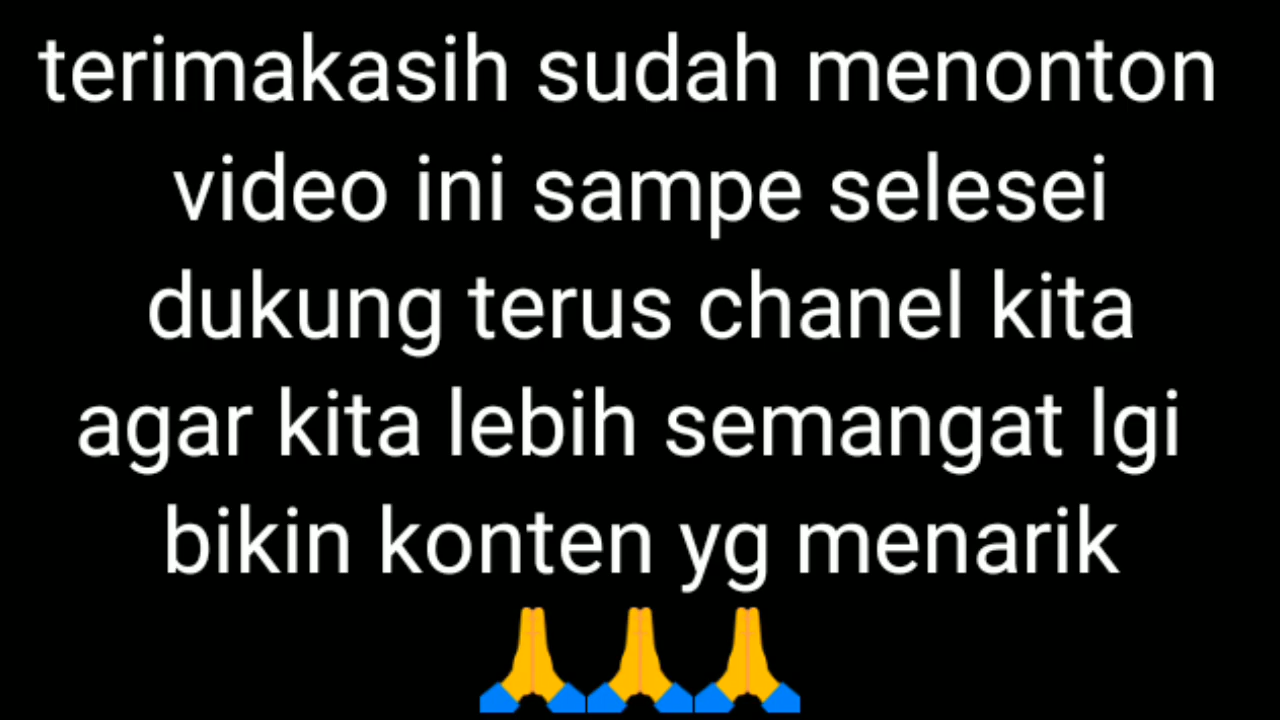 terimakasih sudah menonton
video ini sampe selesei
dukung terus chanel kita
agar kita lebih semangat lgi
bikin konten yg menarik
🙏🙏🙏